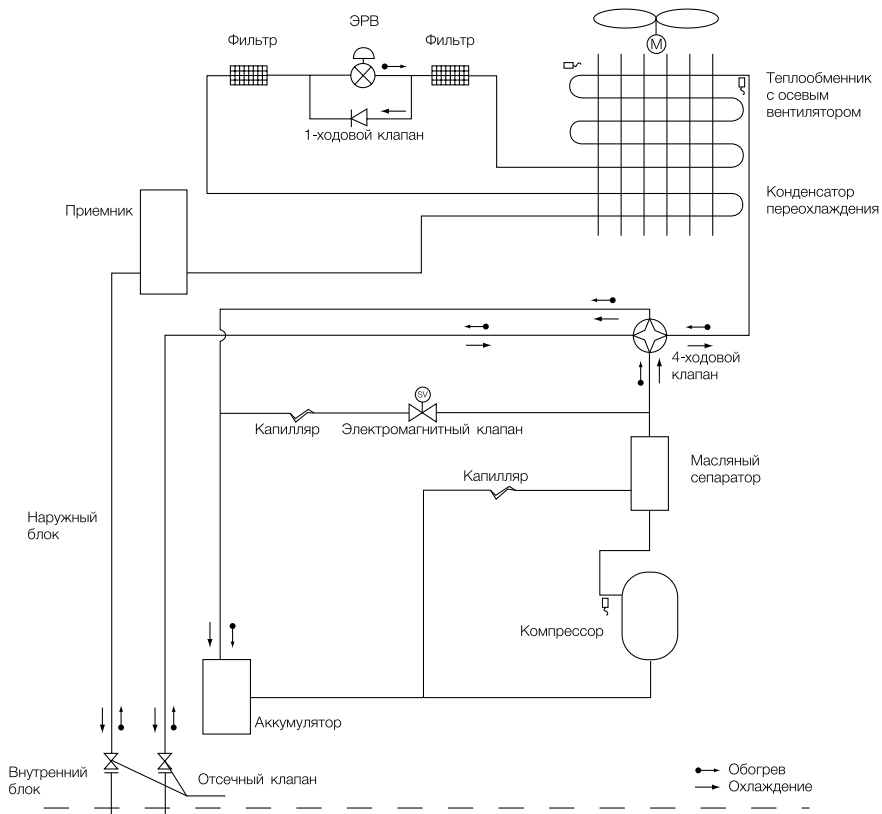 ЭРВ
Фильтр
Фильтр
M
Теплообменник
с осевым
вентилятором
1-ходовой клапан
Конденсатор
переохлаждения
Приемник
4-ходовой
клапан
SV
Капилляр
Электромагнитный клапан
Масляный
сепаратор
Капилляр
Наружный
блок
Компрессор
Аккумулятор
Внутренний
блок
Отсечный клапан
Обогрев
Охлаждение